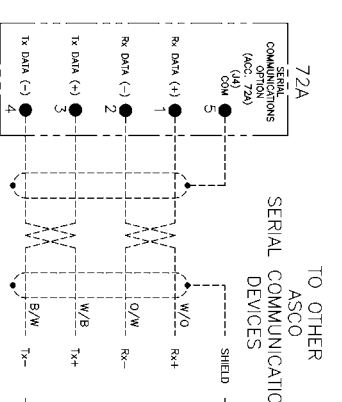 72A
SERIAL
COMMUNICATIONS
OPTION
(ACC. 72A)
(J4)
COM
5
Rx DATA (+)
1
Rx DATA (-)
2
Tx DATA (+)
3
Tx DATA (-)
4
TO OTHER
ASCO
SERIAL COMMUNICATIO
DEVICES
SHIELD
W/O
Rx+
O/W
Rx-
W/B
Tx+
B/W
Tx-